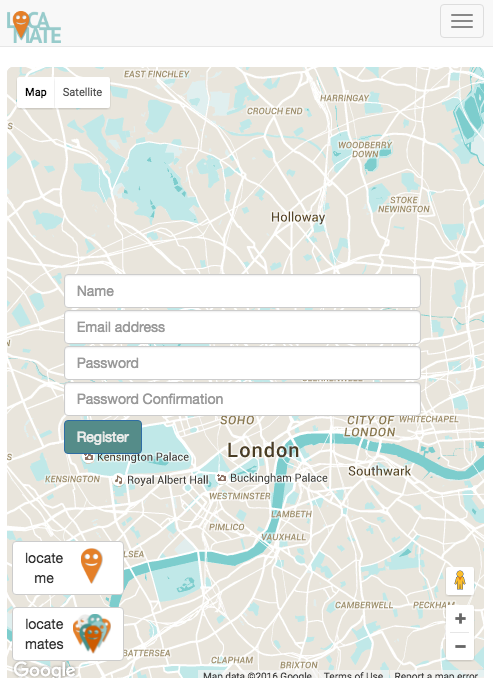 LOCA
MATE
Map Satellite
EAST FINCHLEY
HARRINGAY
CROUCH END
WOODBERRY
DOWN
STOKE
NEWINGTON
Holloway
Name
Email address
Password
Password Confirmation
Register
SOHO
CITY OF
LONDON
WHITECHAPEL
London
Kensington Palace
Southwark
KENSINGTON
Royal Albert Hall
Buckingham Palace
WESTMINSTER
LAMBETH
PIMLICO
VAUXHALL
locate
me
CAMBERWELL
PECKHAM
locate
mates
BATTERSEA
CLAPHAM
BRIXTON
Google
Map data ©2016 Google
Terms of Use
Report a map error